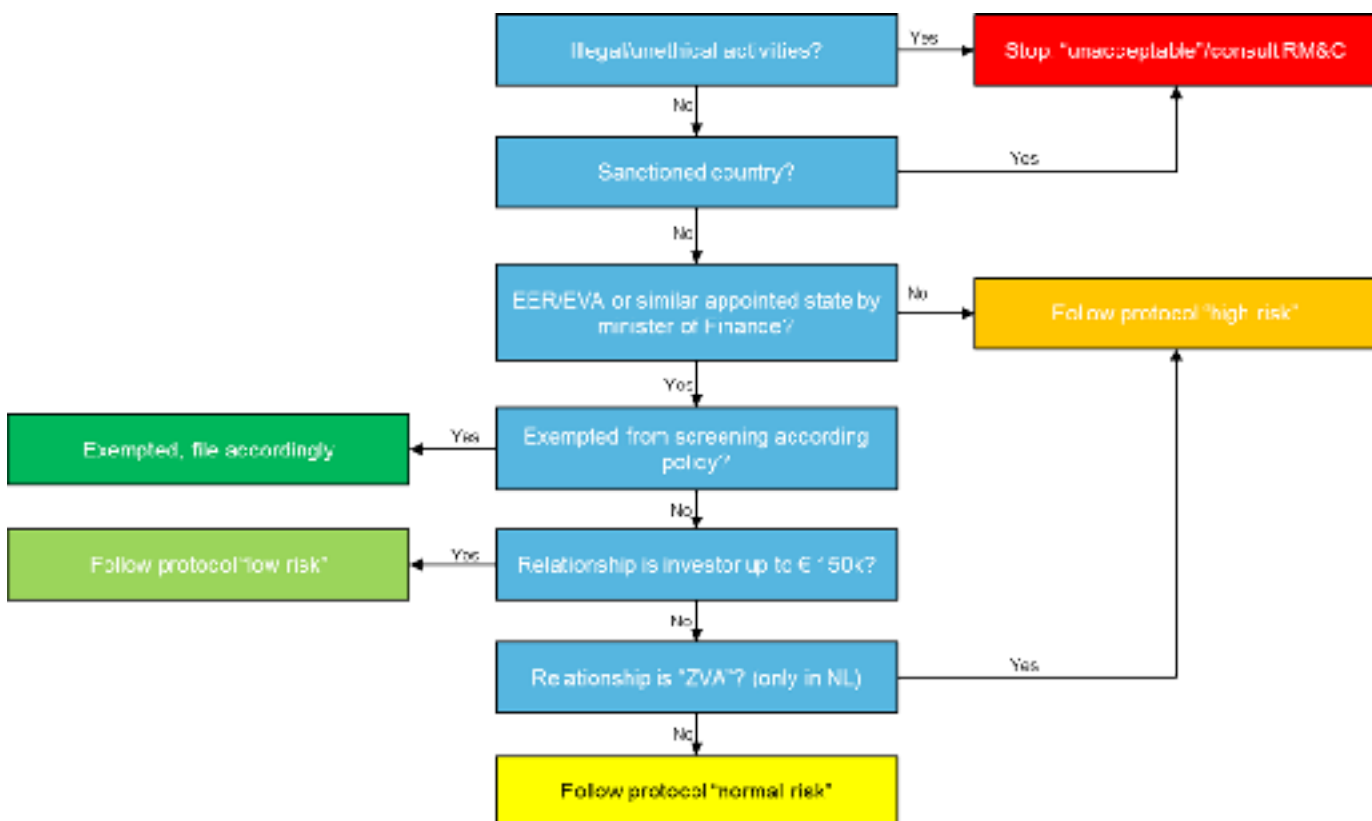 Illegal/unethical activities?
Yes
Stop, "unacceptable"/consult RM&C
No
Sanctioned country?
Yes
No
EER/EVA or similar appointed state by
minister of Finance?
No
Follow protocol "high risk"
Yes
Exempted, file accordingly
Yes
Exempted from screening according
policy?
No
Follow protocol "low risk"
Yes
Relationship is investor up to € 150k?
No
Relationship is "ZVA"? (only in NL)
Yes
No
Follow protocol "normal risk"